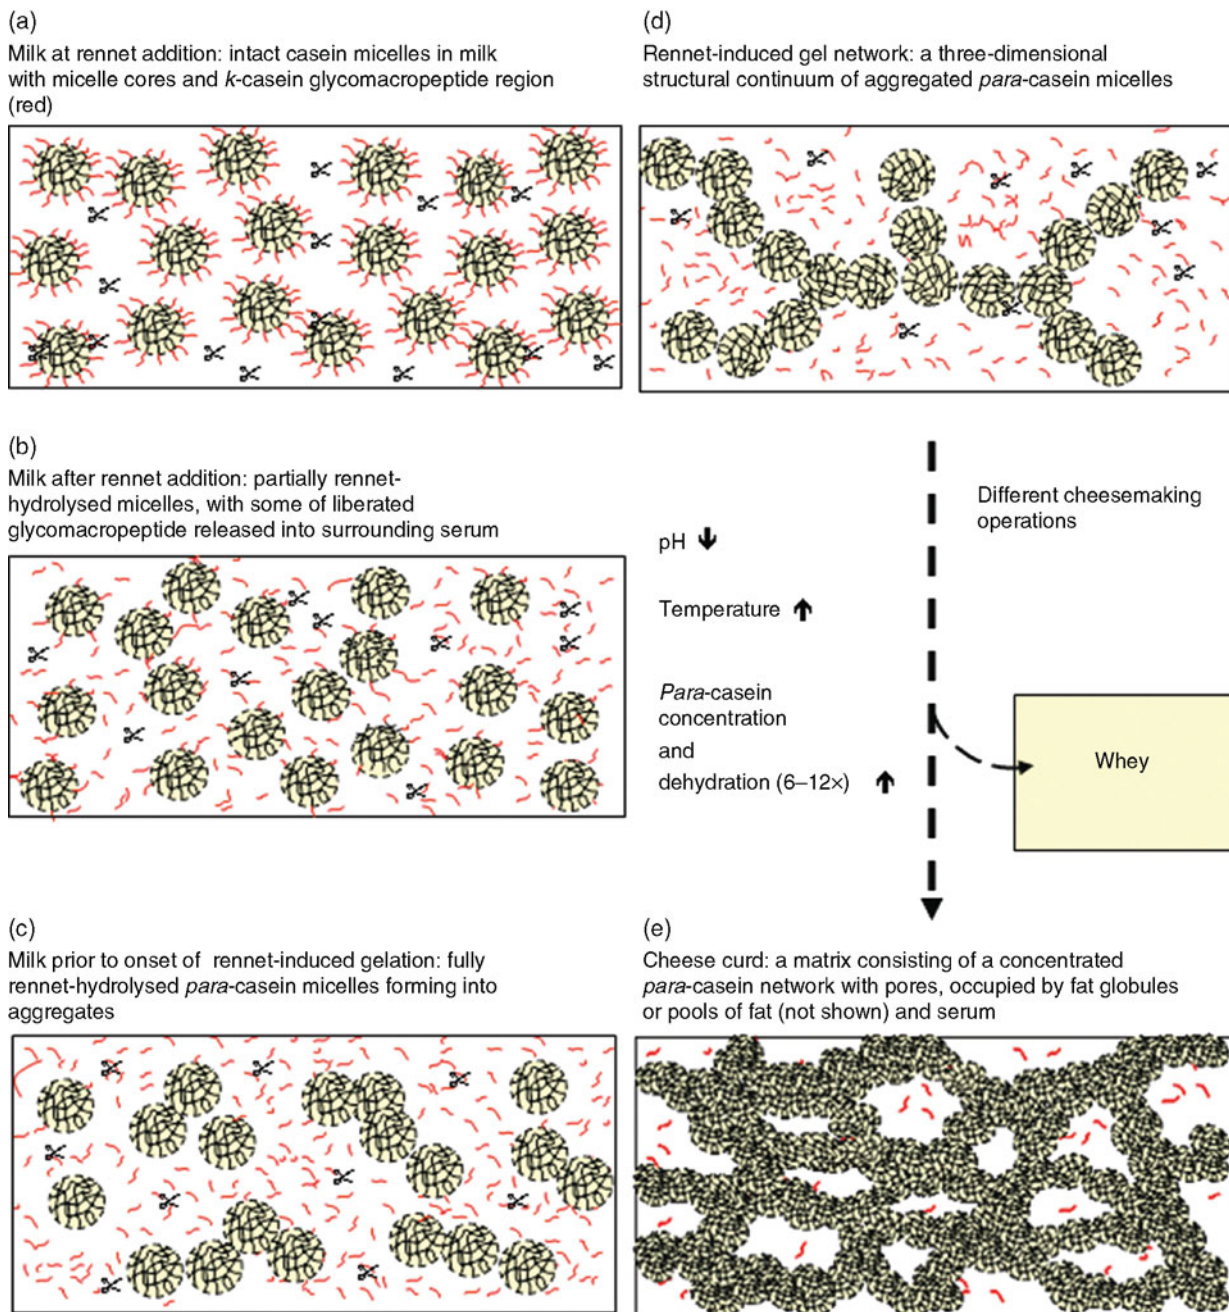 (a)
Milk at rennet addition: intact casein micelles in milk
with micelle cores and k-casein glycomacropeptide region
(red)
(b)
Milk after rennet addition: partially rennet-
hydrolysed micelles, with some of liberated
glycomacropeptide released into surrounding serum
(c)
Milk prior to onset of rennet-induced gelation: fully
rennet-hydrolysed para-casein micelles forming into
aggregates
(d)
Rennet-induced gel network: a three-dimensional
structural continuum of aggregated para-casein micelles
Different cheesemaking
operations
pH ↓
Temperature ↑
Para-casein
concentration
and
dehydration (6–12×) ↑
Whey
(e)
Cheese curd: a matrix consisting of a concentrated
para-casein network with pores, occupied by fat globules
or pools of fat (not shown) and serum